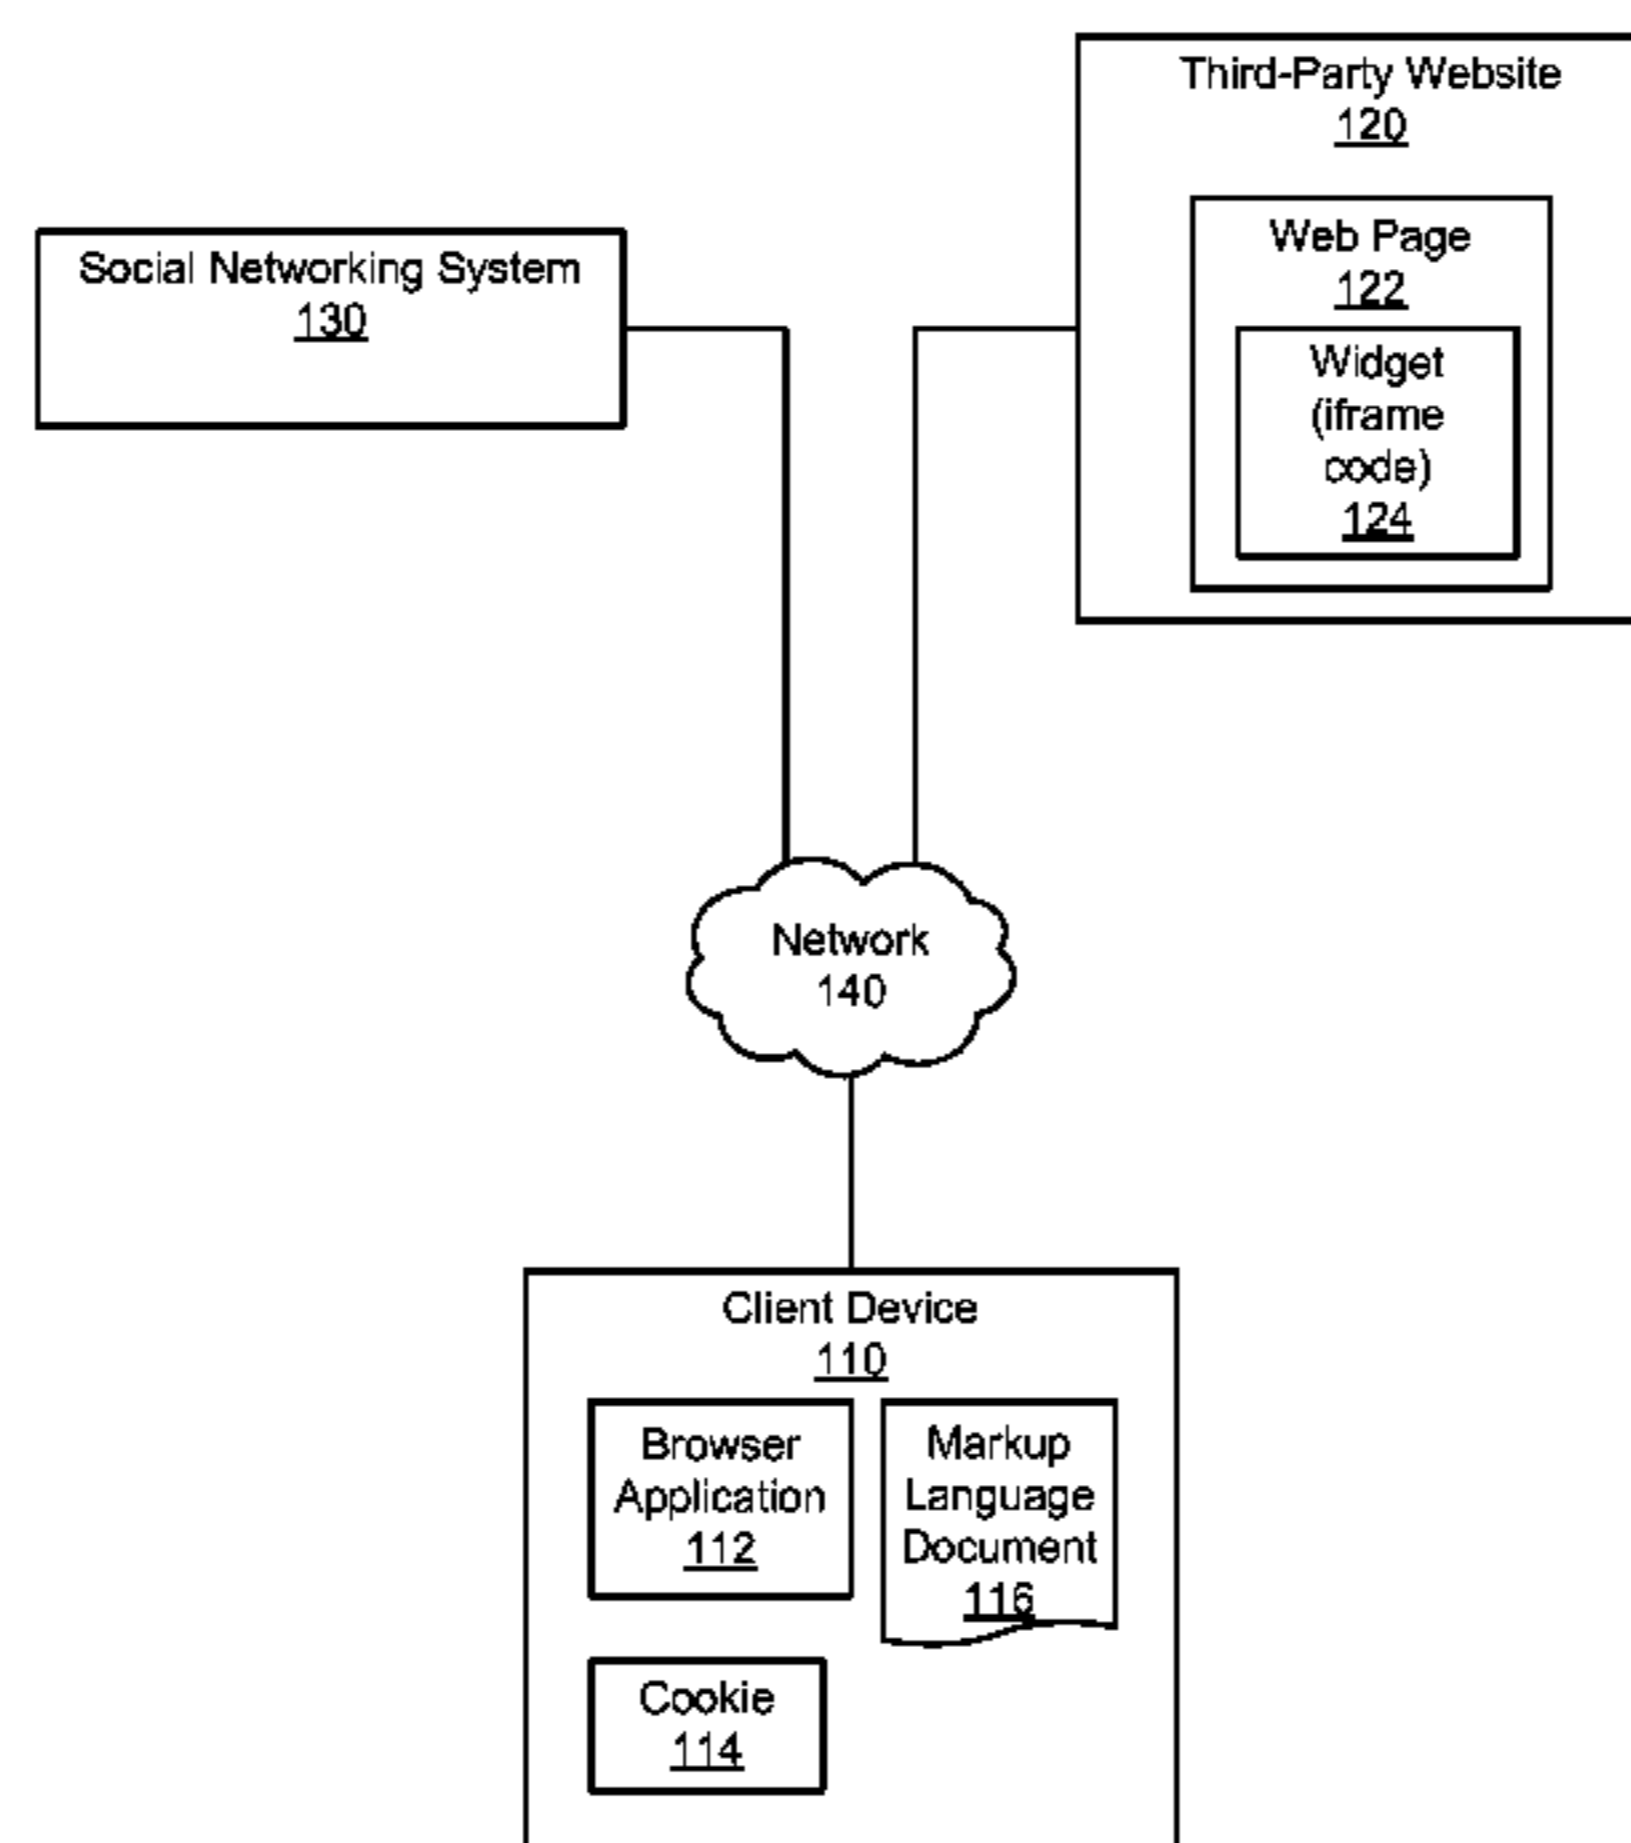 Third-Party Website
120
Web Page
122
Widget
(iframe
code)
124
Social Networking System
130
Network
140
Client Device
110
Browser
Application
112
Markup
Language
Document
116
Cookie
114